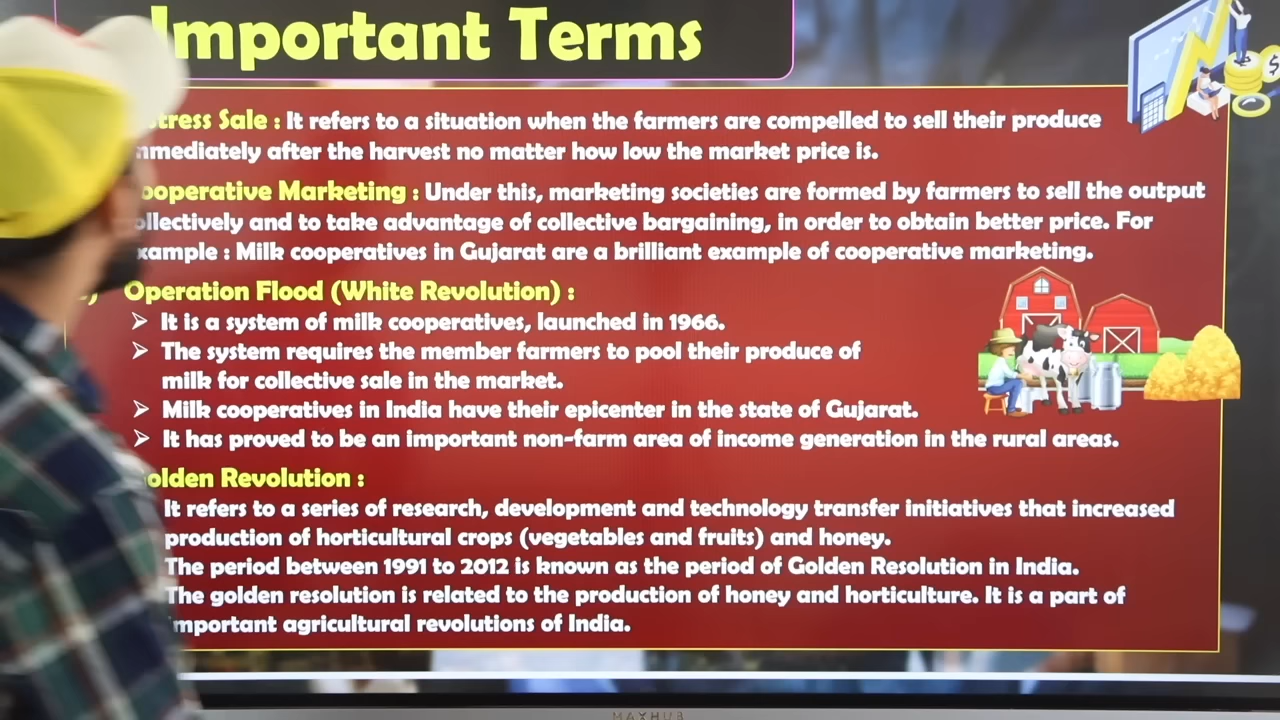 Important Terms
stress Sale : It refers to a situation when the farmers are compelled to sell their produce
mmediately after the harvest no matter how low the market price is.
ooperative Marketing : Under this, marketing societies are formed by farmers to sell the output
ollectively and to take advantage of collective bargaining, in order to obtain better price. For
xample : Milk cooperatives in Gujarat are a brilliant example of cooperative marketing.
) Operation Flood (White Revolution) :
➢ It is a system of milk cooperatives, launched in 1966.
➢ The system requires the member farmers to pool their produce of
milk for collective sale in the market.
➢ Milk cooperatives in India have their epicenter in the state of Gujarat.
➢ It has proved to be an important non-farm area of income generation in the rural areas.
olden Revolution :
It refers to a series of research, development and technology transfer initiatives that increased
production of horticultural crops (vegetables and fruits) and honey.
The period between 1991 to 2012 is known as the period of Golden Resolution in India.
The golden resolution is related to the production of honey and horticulture. It is a part of
important agricultural revolutions of India.
MAXHUB